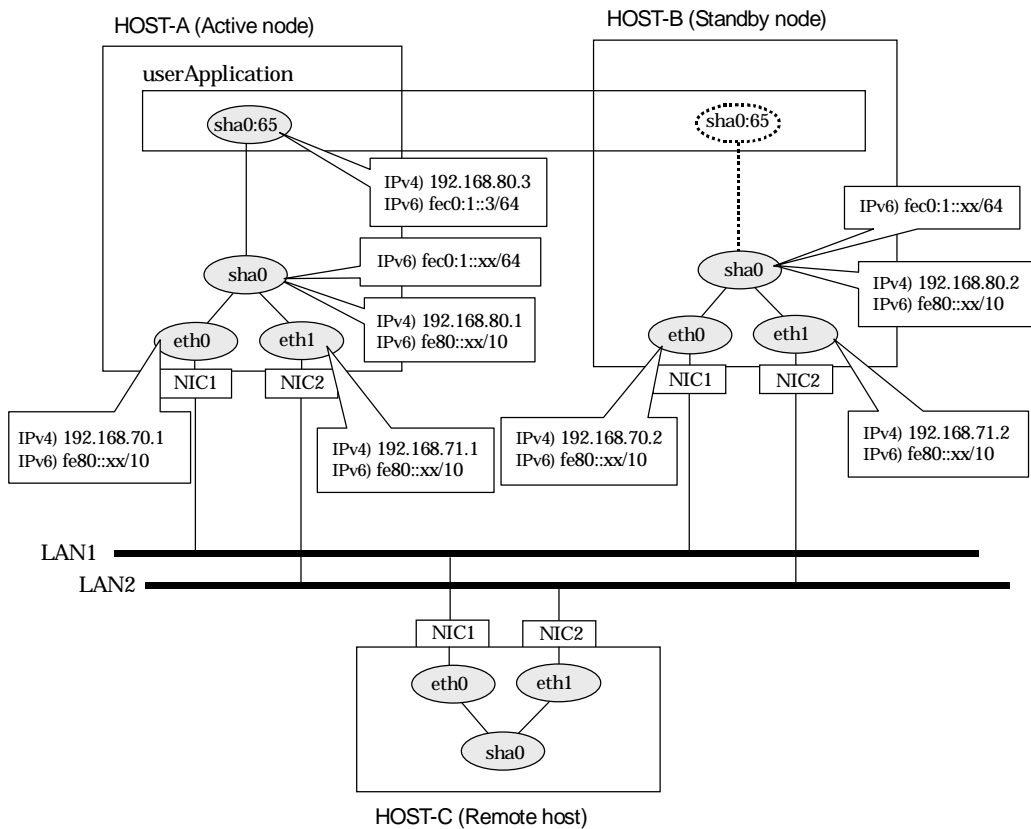 HOST-A (Active node)
HOST-B (Standby node)
userApplication
sha0:65
sha0:65
IPv4) 192.168.80.3
IPv6) fec0:1::3/64
IPv6) fec0:1::xx/64
IPv6) fec0:1::xx/64
sha0
sha0
IPv4) 192.168.80.1
IPv6) fe80::xx/10
IPv4) 192.168.80.2
IPv6) fe80::xx/10
eth0
eth1
eth0
eth1
NIC1
NIC2
NIC1
NIC2
IPv4) 192.168.70.1
IPv6) fe80::xx/10
IPv4) 192.168.71.1
IPv6) fe80::xx/10
IPv4) 192.168.70.2
IPv6) fe80::xx/10
IPv4) 192.168.71.2
IPv6) fe80::xx/10
LAN1
LAN2
NIC1
NIC2
eth0
eth1
sha0
HOST-C (Remote host)